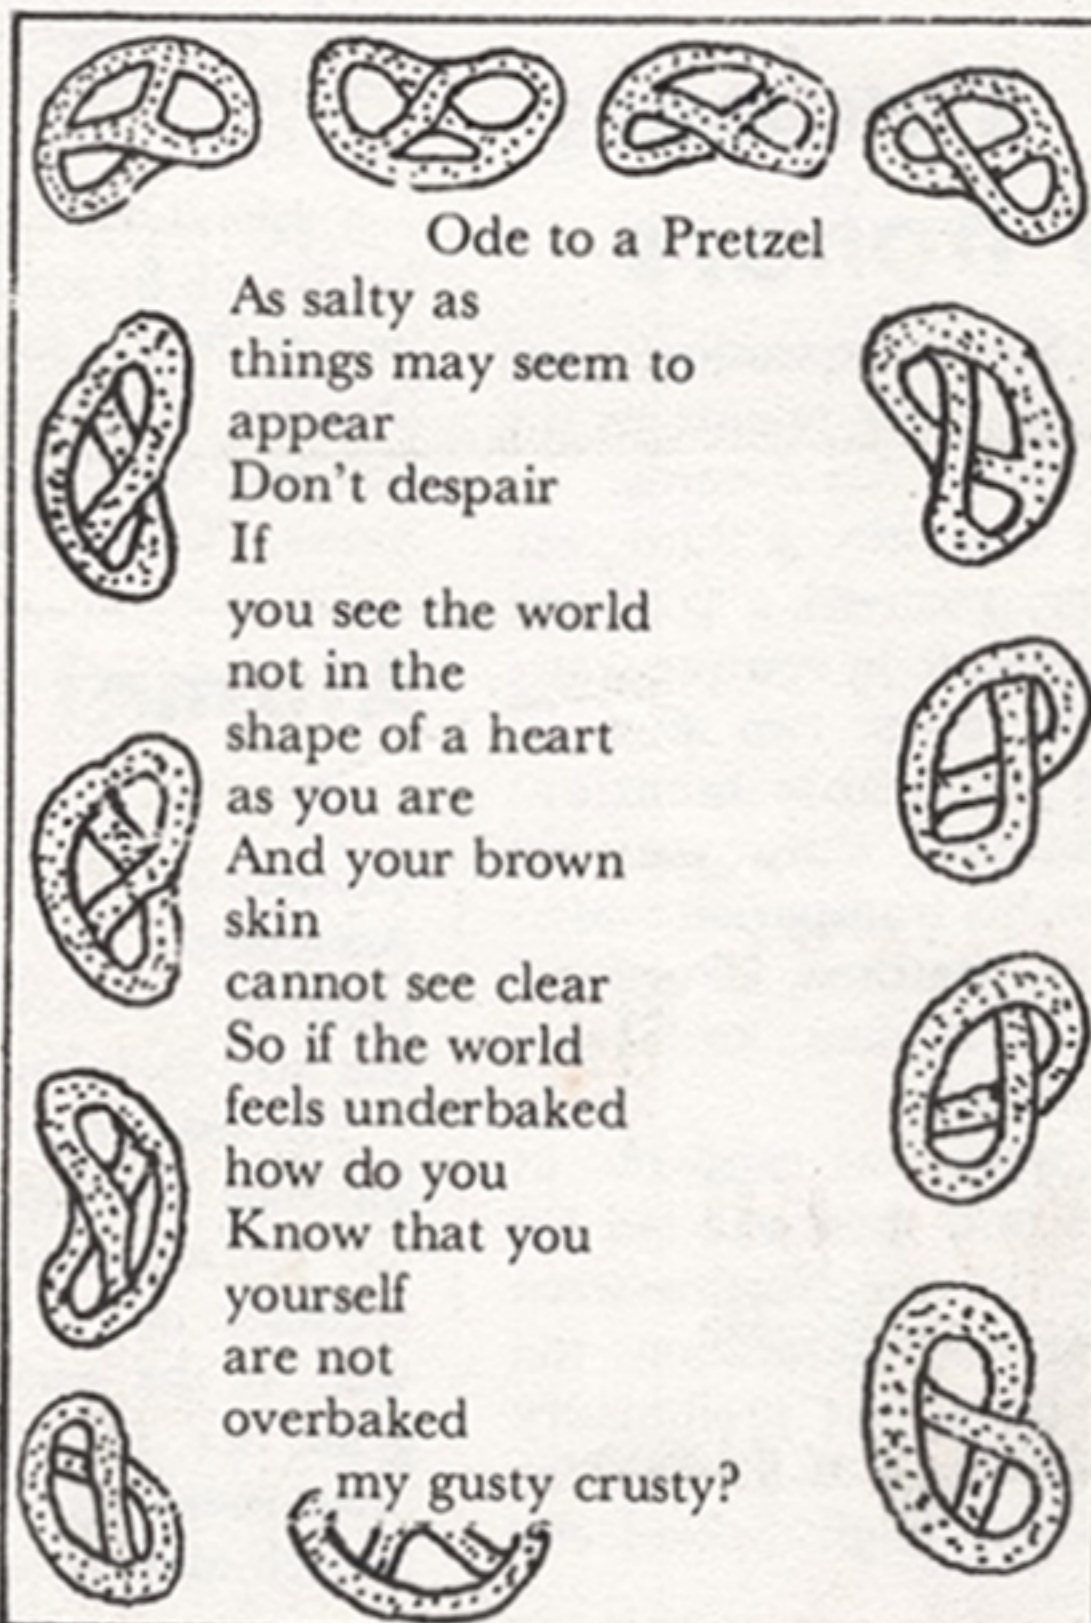 Ode to a Pretzel
As salty as
things may seem to
appear
Don't despair
If
you see the world
not in the
shape of a heart
as you are
And your brown
skin
cannot see clear
So if the world
feels underbaked
how do you
Know that you
yourself
are not
overbaked
my gusty crusty?